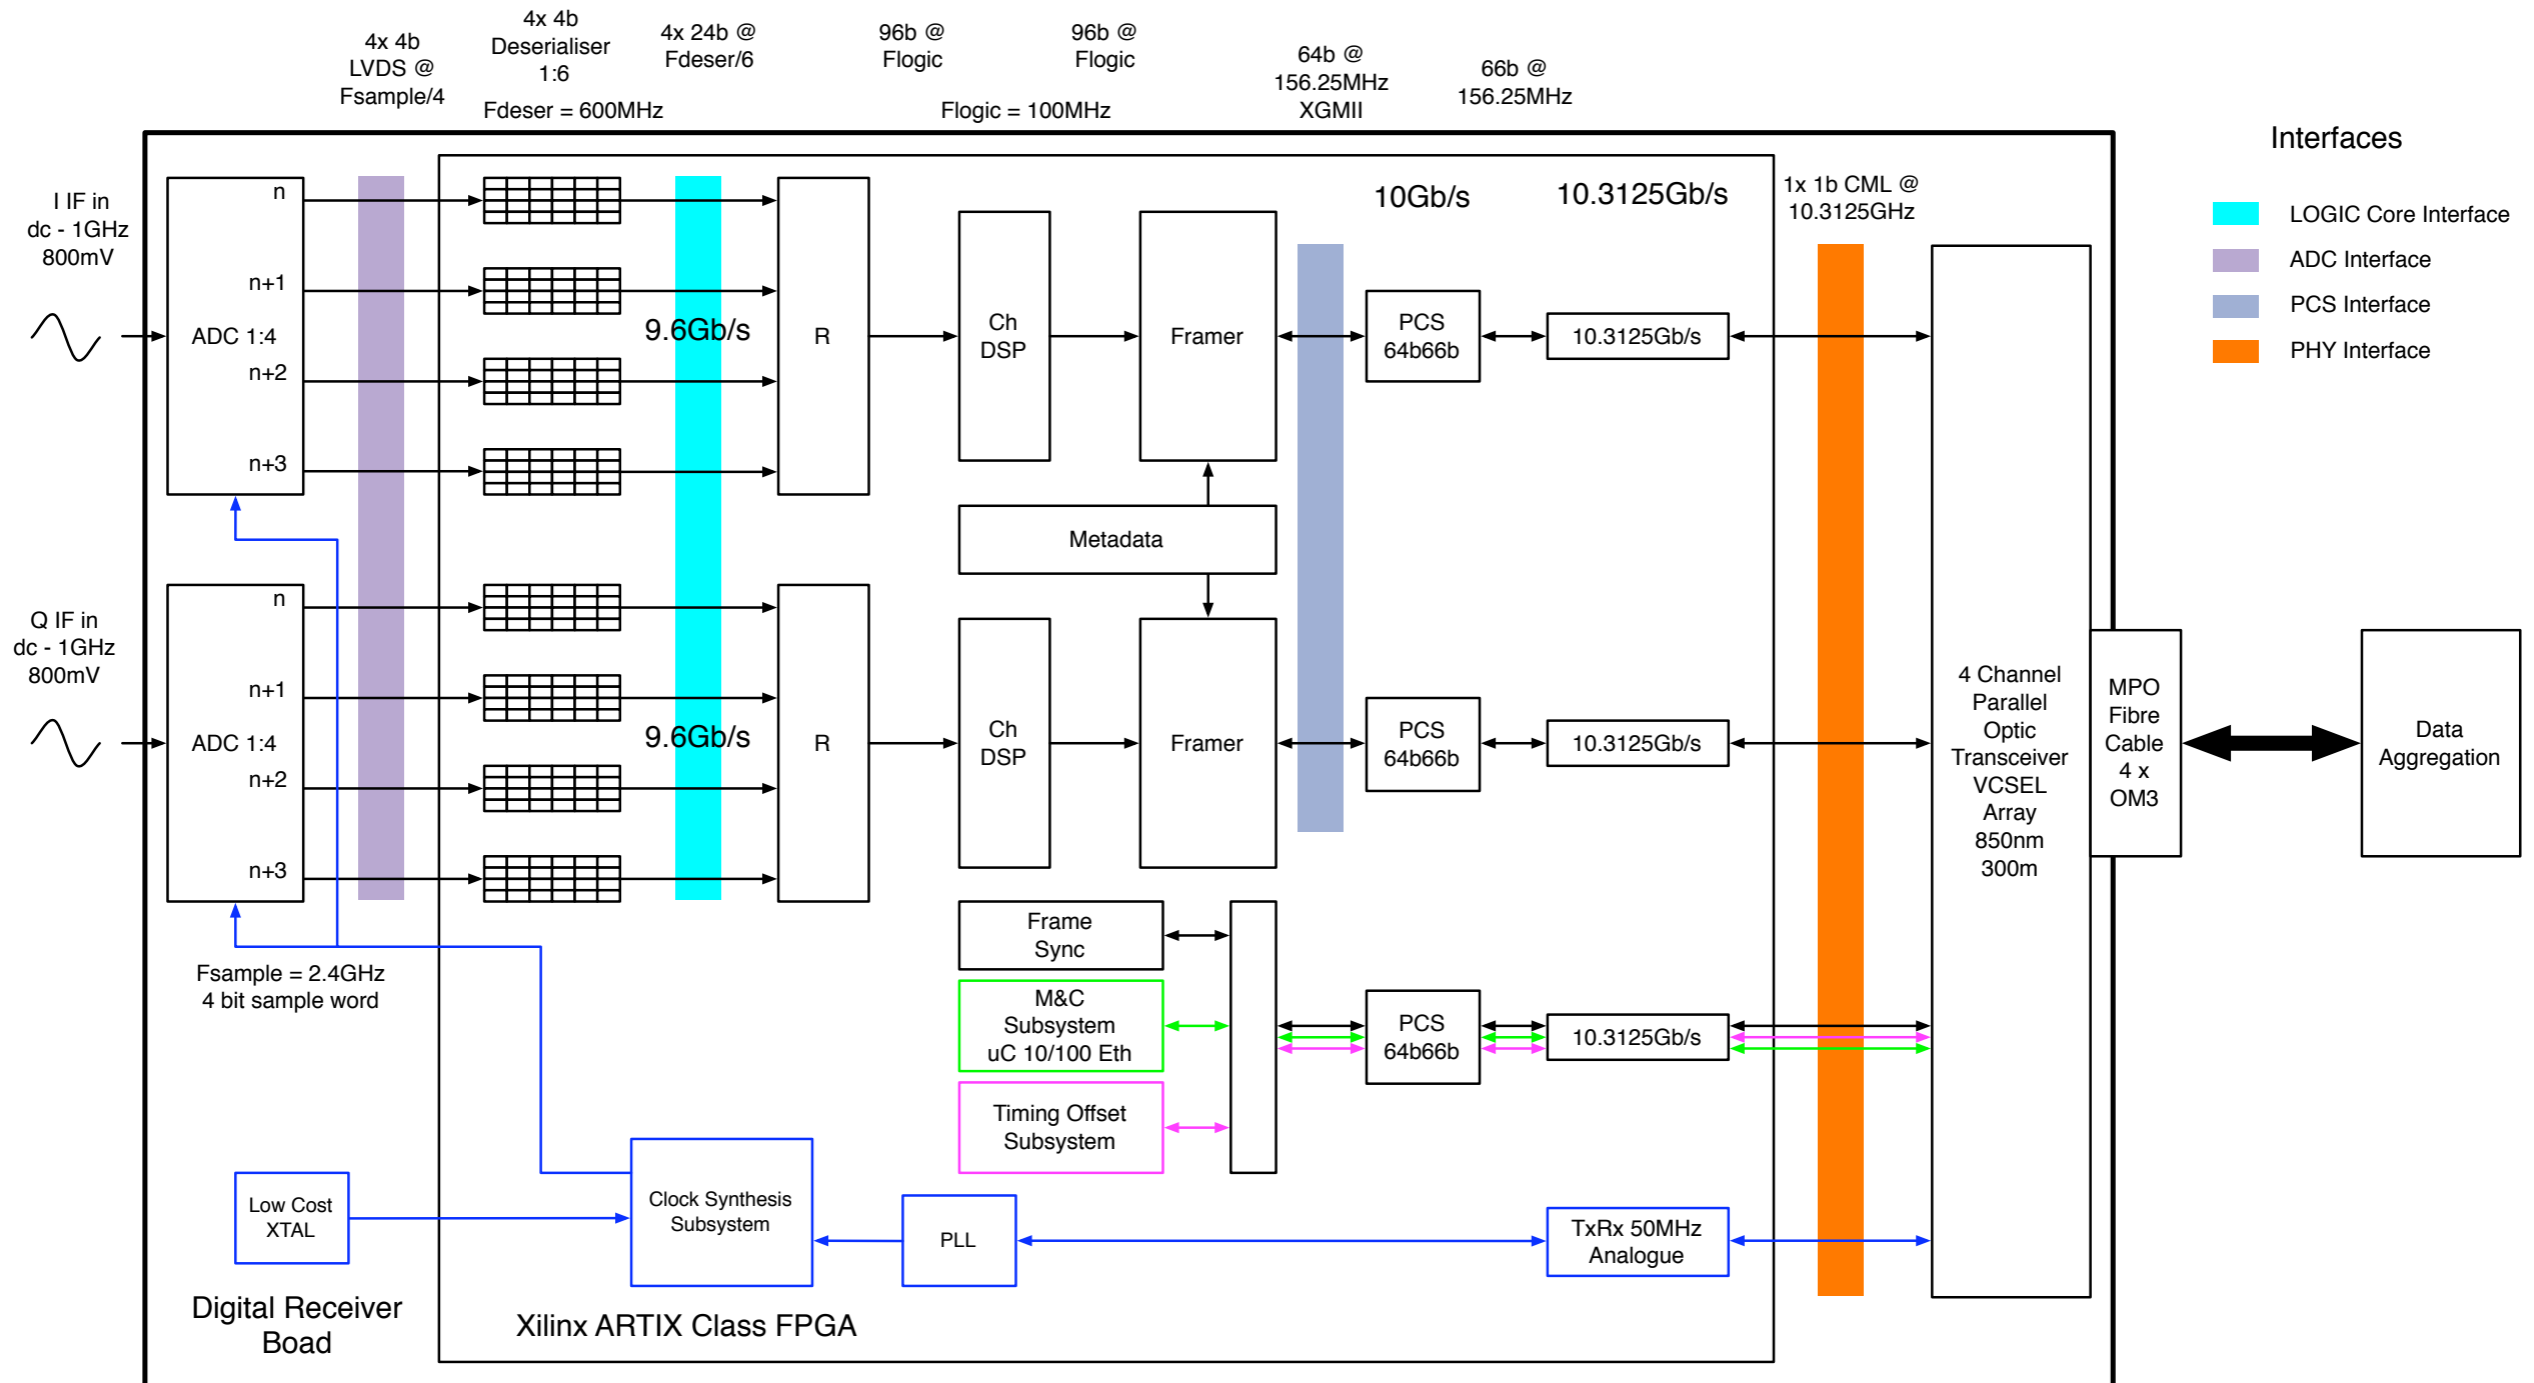 4x 4b
LVDS @
Fsample/4
4x 4b
Deserialiser
1:6
Fdeser = 600MHz
4x 24b @
Fdeser/6
96b @
Flogic
96b @
Flogic
Flogic = 100MHz
64b @
156.25MHz
XGMII
66b @
156.25MHz
Interfaces
LOGIC Core Interface
ADC Interface
PCS Interface
PHY Interface
I IF in
dc - 1GHz
800mV
n
n+1
ADC 1:4
n+2
n+3
9.6Gb/s
R
Ch
DSP
Framer
10Gb/s
10.3125Gb/s
PCS
64b66b
10.3125Gb/s
1x 1b CML @
10.3125GHz
Metadata
Q IF in
dc - 1GHz
800mV
n
n+1
ADC 1:4
n+2
n+3
9.6Gb/s
R
Ch
DSP
Framer
PCS
64b66b
10.3125Gb/s
4 Channel
Parallel
Optic
Transceiver
VCSEL
Array
850nm
300m
MPO
Fibre
Cable
4 x
OM3
Data
Aggregation
Fsample = 2.4GHz
4 bit sample word
Frame
Sync
M&C
Subsystem
uC 10/100 Eth
Timing Offset
Subsystem
PCS
64b66b
10.3125Gb/s
Low Cost
XTAL
Clock Synthesis
Subsystem
PLL
TxRx 50MHz
Analogue
Digital Receiver
Boad
Xilinx ARTIX Class FPGA